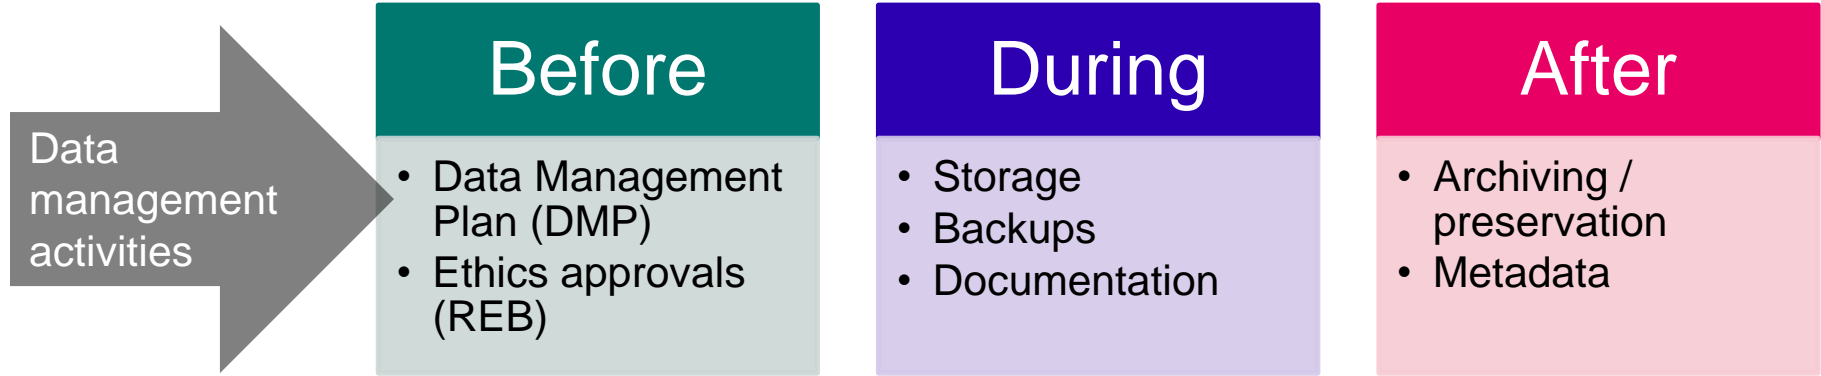 Data
management
activities
Before
• Data Management
Plan (DMP)
• Ethics approvals
(REB)
During
• Storage
• Backups
• Documentation
After
• Archiving /
preservation
• Metadata